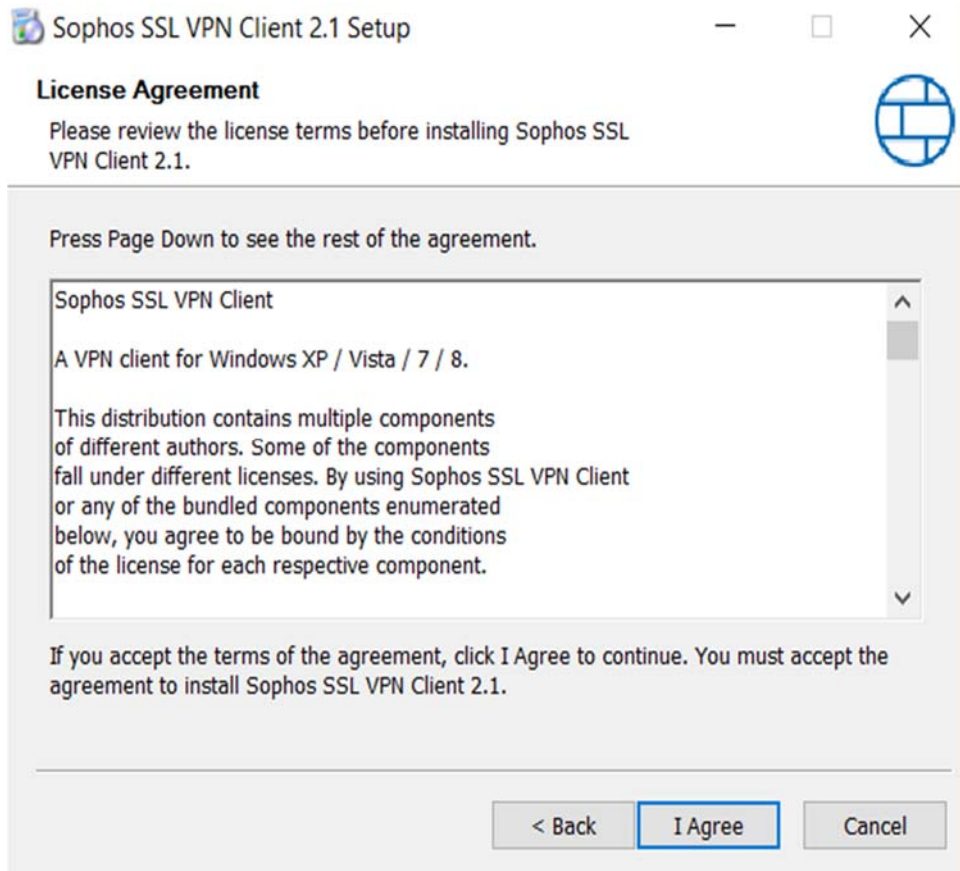 Sophos SSL VPN Client 2.1 Setup
License Agreement
Please review the license terms before installing Sophos SSL
VPN Client 2.1.
Press Page Down to see the rest of the agreement.
Sophos SSL VPN Client
A VPN client for Windows XP / Vista / 7 / 8.
This distribution contains multiple components
of different authors. Some of the components
fall under different licenses. By using Sophos SSL VPN Client
or any of the bundled components enumerated
below, you agree to be bound by the conditions
of the license for each respective component.
If you accept the terms of the agreement, click I Agree to continue. You must accept the
agreement to install Sophos SSL VPN Client 2.1.
< Back I Agree Cancel